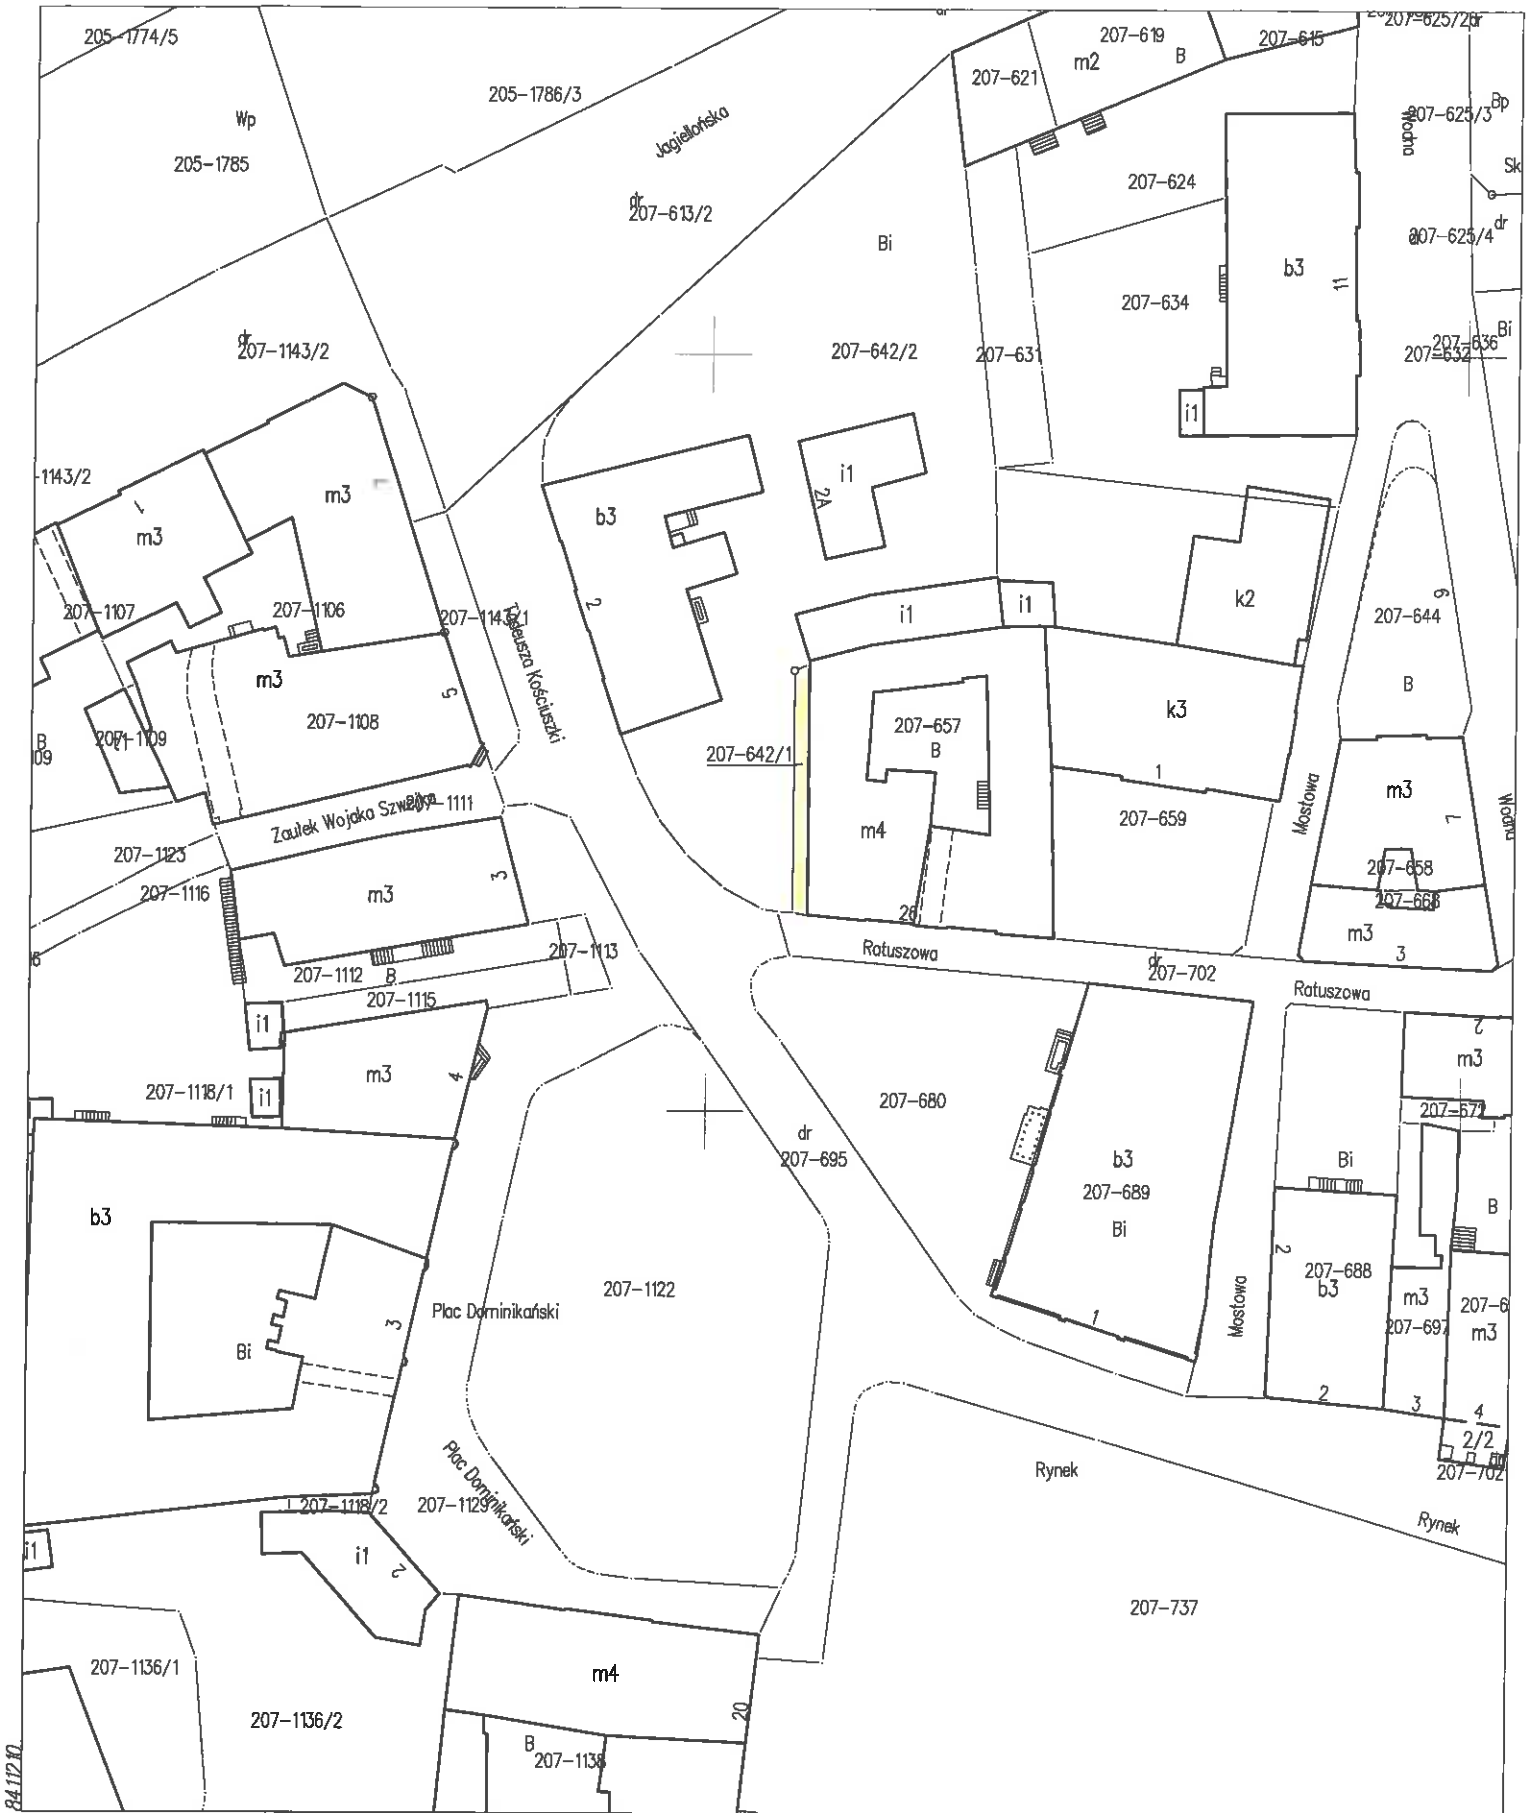 205-1774/5
207-619
207-615
207-625/2
dr
m2
B
207-621
205-1786/3
Wp
Jagiellońska
207-625/3
Bp
Wodna
205-1785
Sk
207-624
dr
207-613/2
dr
207-625/4
Bi
b3
11
207-634
dr
207-1143/2
207-642/2
207-631
207-632
207-636
Bi
i1
-1143/2
m3
i1
2A
b3
1
m3
k2
6
207-644
2
i1
i1
207-1107
207-1106
207-1143/1
Tadeusza Kościuszki
m3
5
B
k3
207-1108
207-657
B
B
09
207-1109
i1
207-642/1
1
m3
7
Mostowa
Wodna
207-1111
Zaułek Wojaka Szwejka
m4
207-659
207-1123
207-658
207-1116
m3
3
207-668
26
m3
3
Ratuszowa
dr
207-702
207-1113
207-1112
B
207-1115
Ratuszowa
i1
2
m3
m3
4
207-1118/1
i1
207-680
207-672
dr
207-695
b3
207-689
Bi
Bi
B
b3
2
207-688
b3
207-1122
Plac Dominikański
Mostowa
m3
207-6
207-697
m3
1
3
Bi
2
3
4
2/2
207-702
Rynek
Plac Dominikański
207-1118/2
207-1129
Rynek
i1
i1
2
207-737
207-1136/1
m4
207-1136/2
20
B
207-1138
8411210